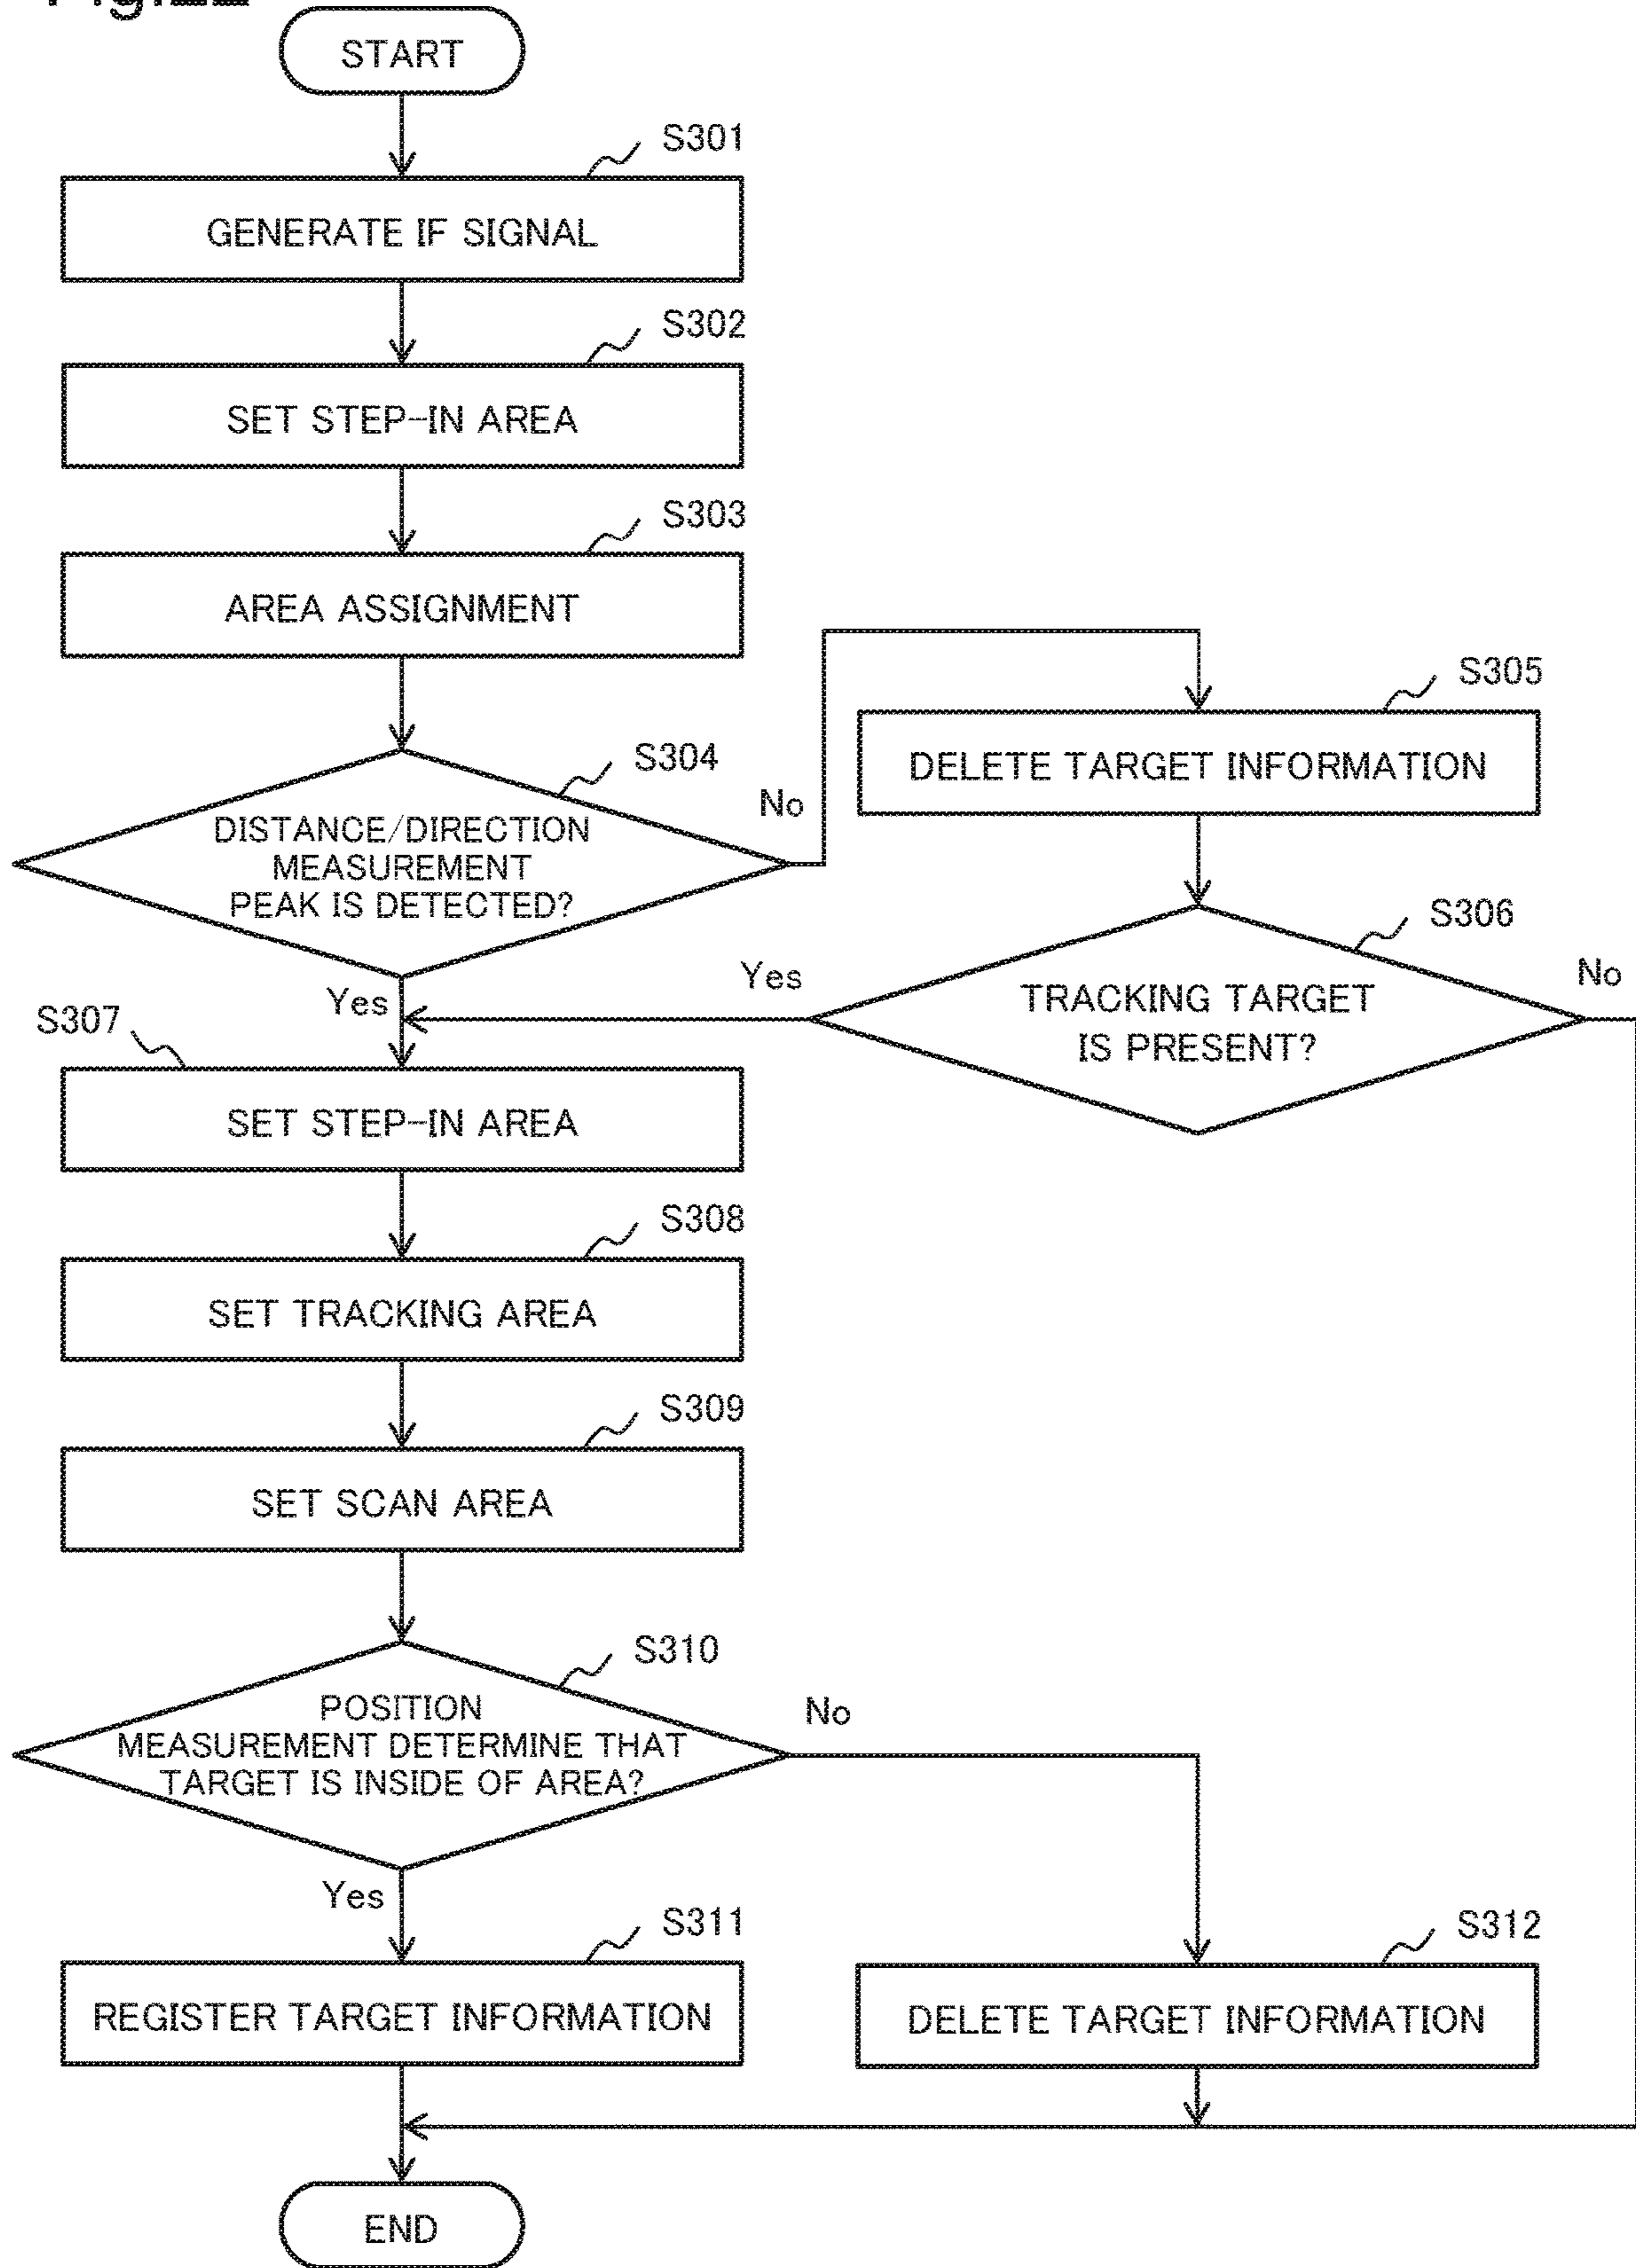 START
S301
GENERATE IF SIGNAL
S302
SET STEP-IN AREA
S303
AREA ASSIGNMENT
S304
DISTANCE/DIRECTION
MEASUREMENT
PEAK IS DETECTED?
No
Yes
S305
DELETE TARGET INFORMATION
S306
TRACKING TARGET
IS PRESENT?
Yes
No
S307
SET STEP-IN AREA
S308
SET TRACKING AREA
S309
SET SCAN AREA
S310
POSITION
MEASUREMENT DETERMINE THAT
TARGET IS INSIDE OF AREA?
No
Yes
S311
REGISTER TARGET INFORMATION
S312
DELETE TARGET INFORMATION
END